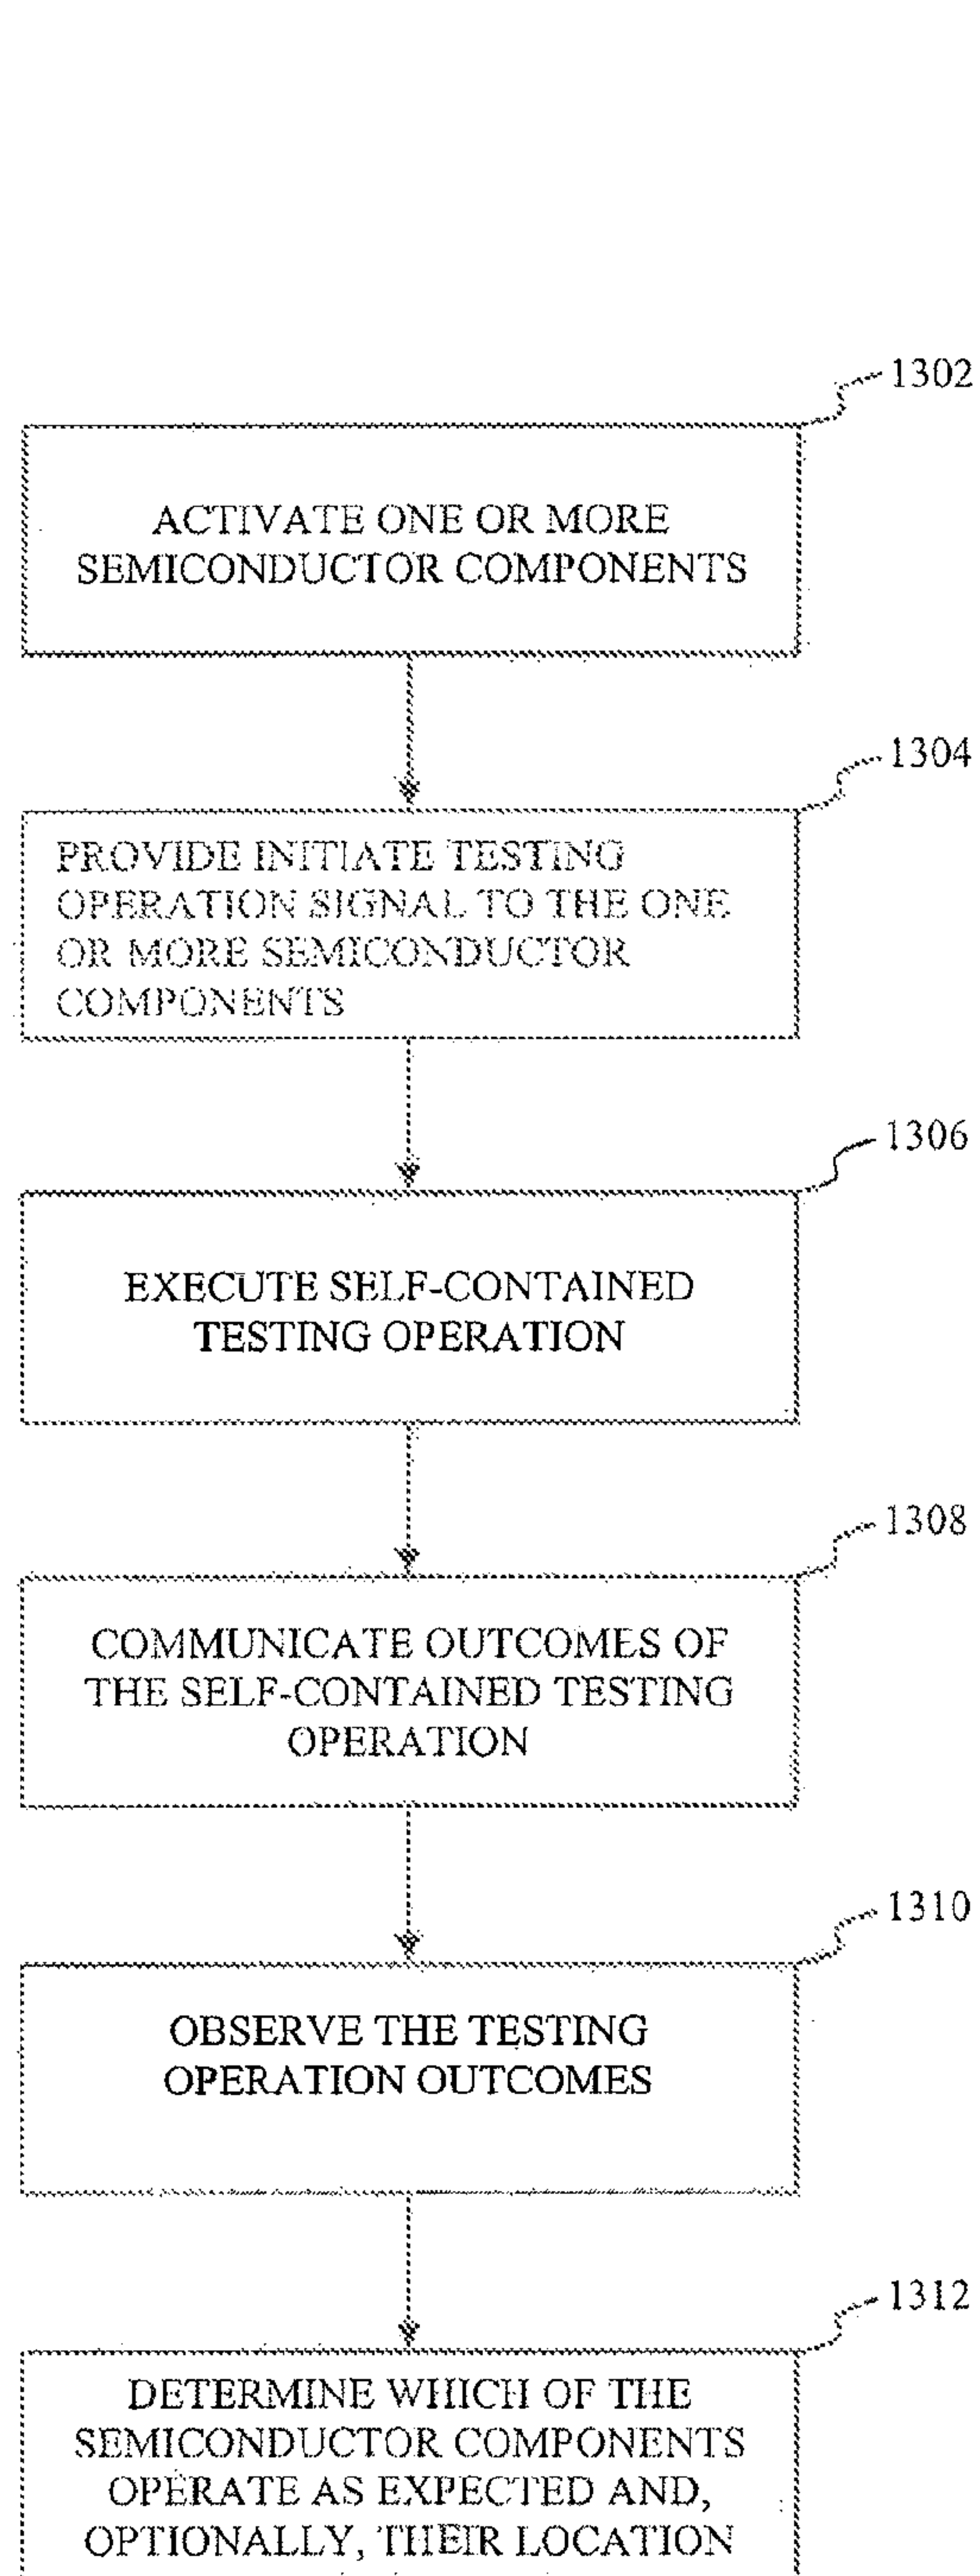 1302
ACTIVATE ONE OR MORE
SEMICONDUCTOR COMPONENTS
1304
PROVIDE INITIATE TESTING
OPERATION SIGNAL TO THE ONE
OR MORE SEMICONDUCTOR
COMPONENTS
1306
EXECUTE SELF-CONTAINED
TESTING OPERATION
1308
COMMUNICATE OUTCOMES OF
THE SELF-CONTAINED TESTING
OPERATION
1310
OBSERVE THE TESTING
OPERATION OUTCOMES
1312
DETERMINE WHICH OF THE
SEMICONDUCTOR COMPONENTS
OPERATE AS EXPECTED AND,
OPTIONALLY, THEIR LOCATION